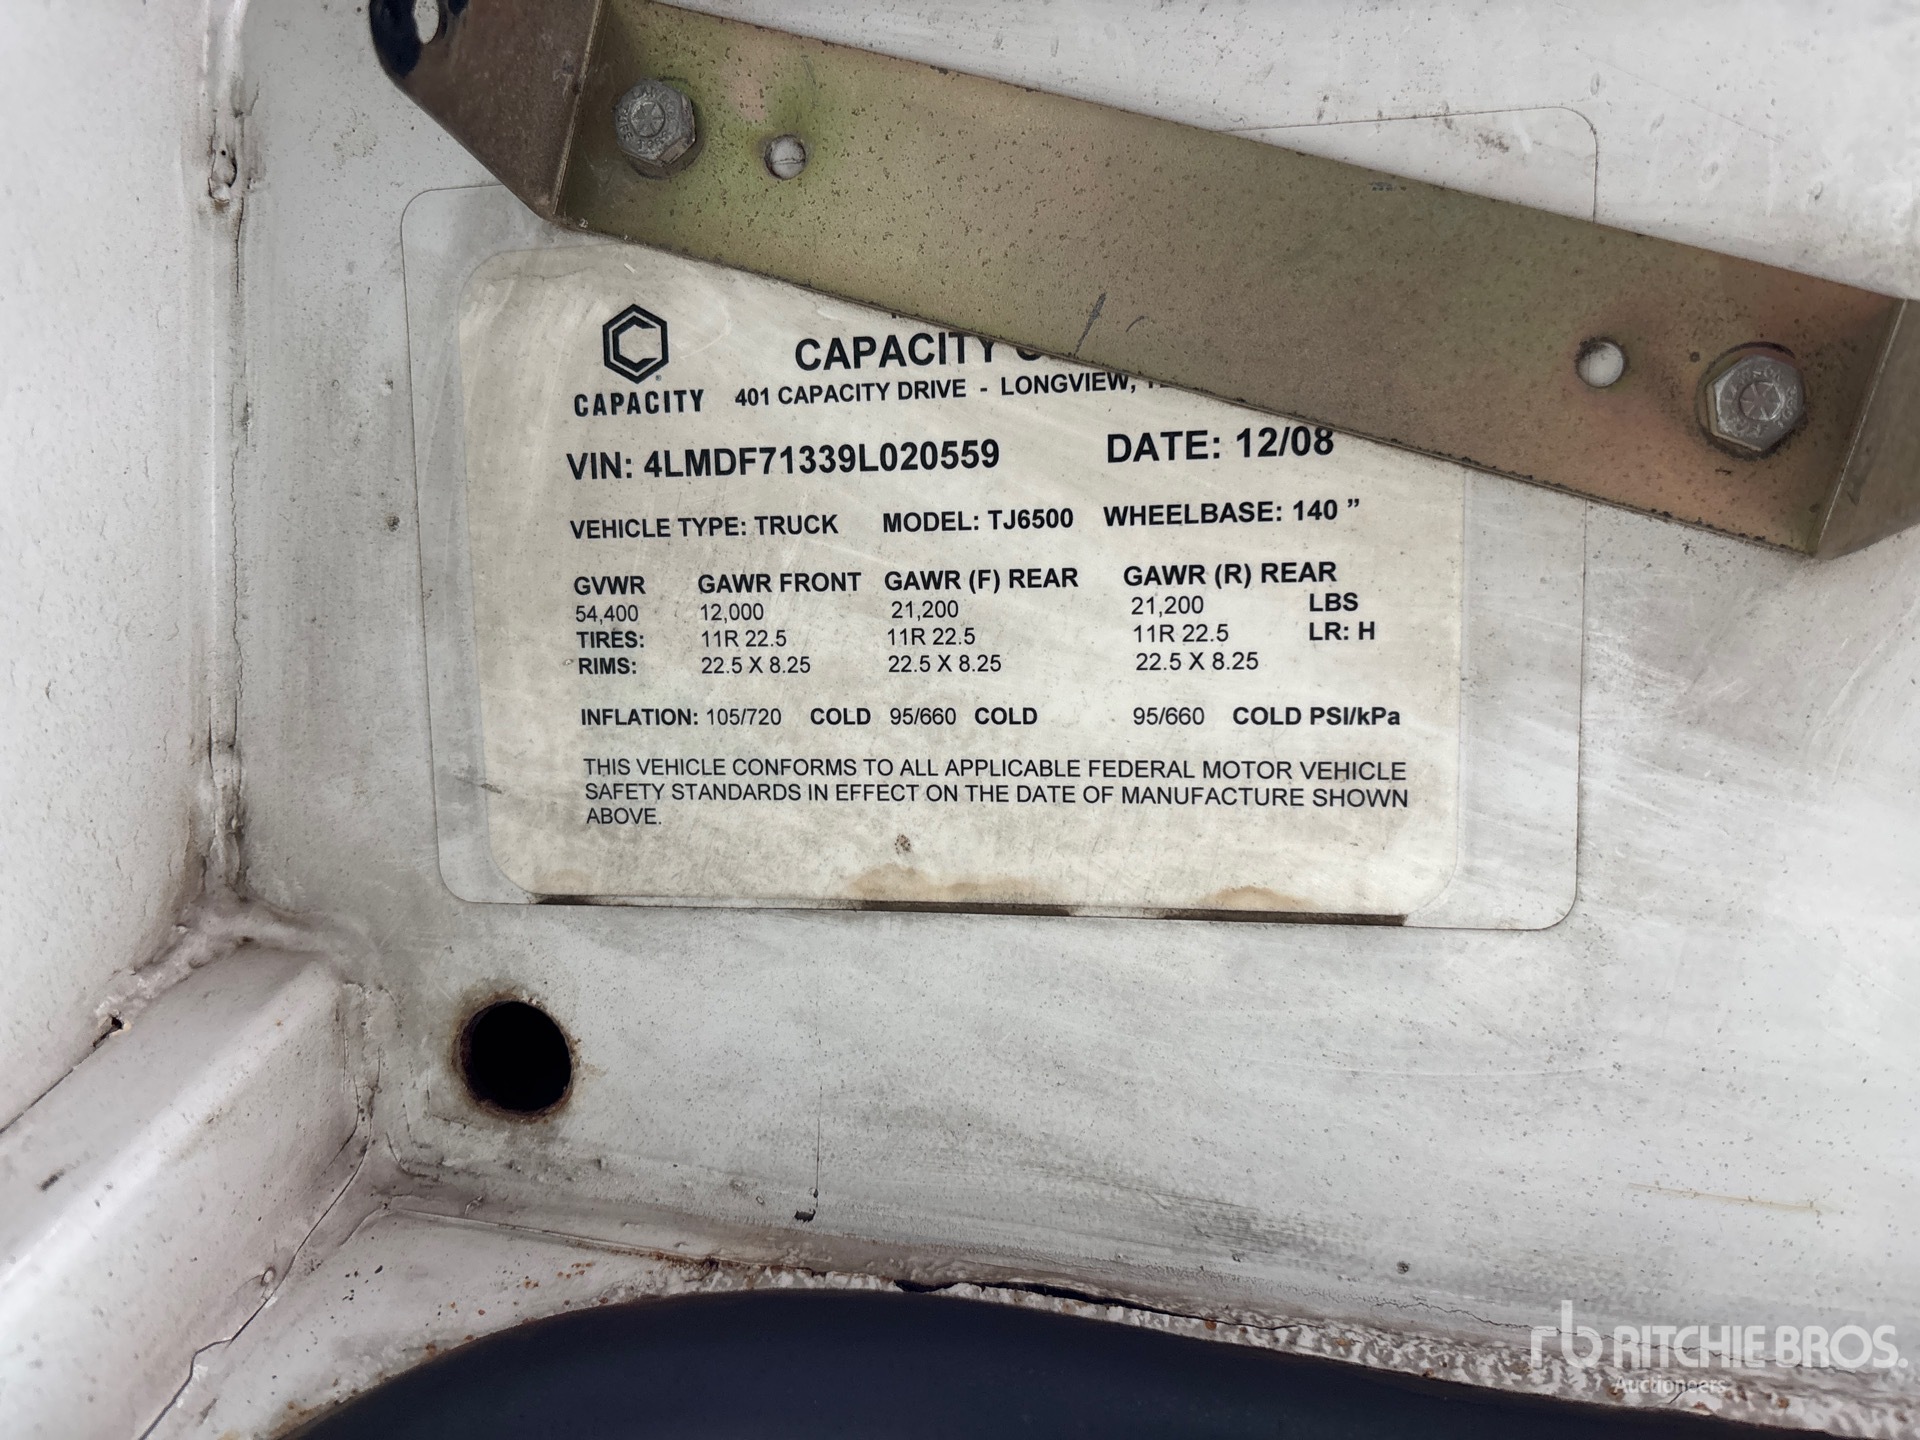 CAPACITY
CAPACITY
401 CAPACITY DRIVE - LONGVIEW,
VIN: 4LMDF71339L020559 DATE: 12/08
VEHICLE TYPE: TRUCK MODEL: TJ6500 WHEELBASE: 140 ”
GVWR GAWR FRONT GAWR (F) REAR GAWR (R) REAR
54,400 12,000 21,200 21,200 LBS
TIRES: 11R 22.5 11R 22.5 11R 22.5 LR: H
RIMS: 22.5 X 8.25 22.5 X 8.25 22.5 X 8.25
INFLATION: 105/720 COLD 95/660 COLD 95/660 COLD PSI/kPa
THIS VEHICLE CONFORMS TO ALL APPLICABLE FEDERAL MOTOR VEHICLE
SAFETY STANDARDS IN EFFECT ON THE DATE OF MANUFACTURE SHOWN
ABOVE.
rb RITCHIE BROS.
Auctioneers